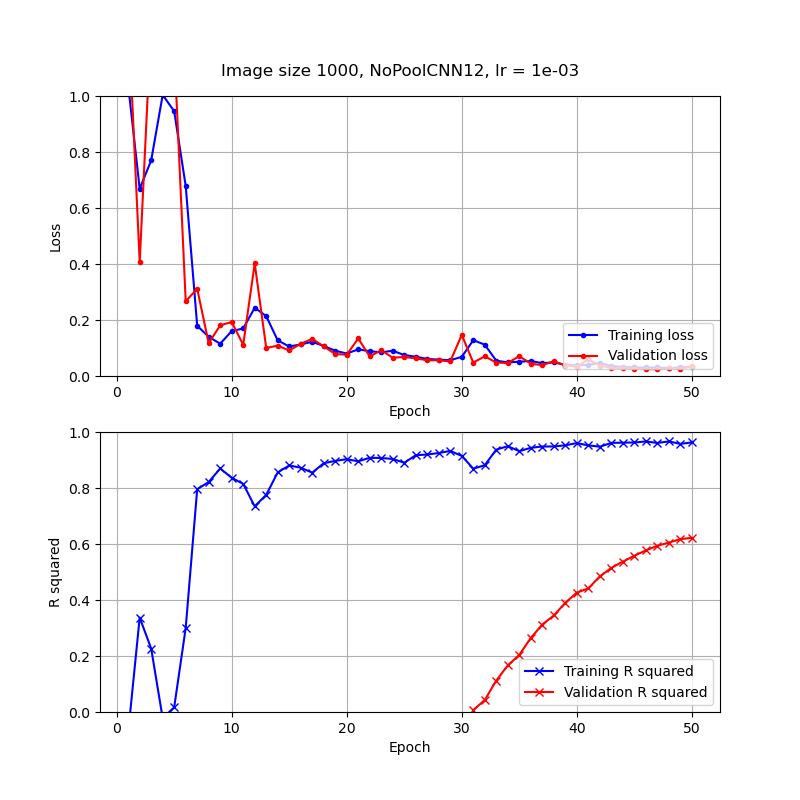 Image size 1000, NoPoolCNN12, lr = 1e-03
1.0
0.8
0.6
0.4
0.2
0.0
Loss
0 10 20 30 40 50
Epoch
Training loss
Validation loss
1.0
0.8
0.6
0.4
0.2
0.0
R squared
0 10 20 30 40 50
Epoch
Training R squared
Validation R squared